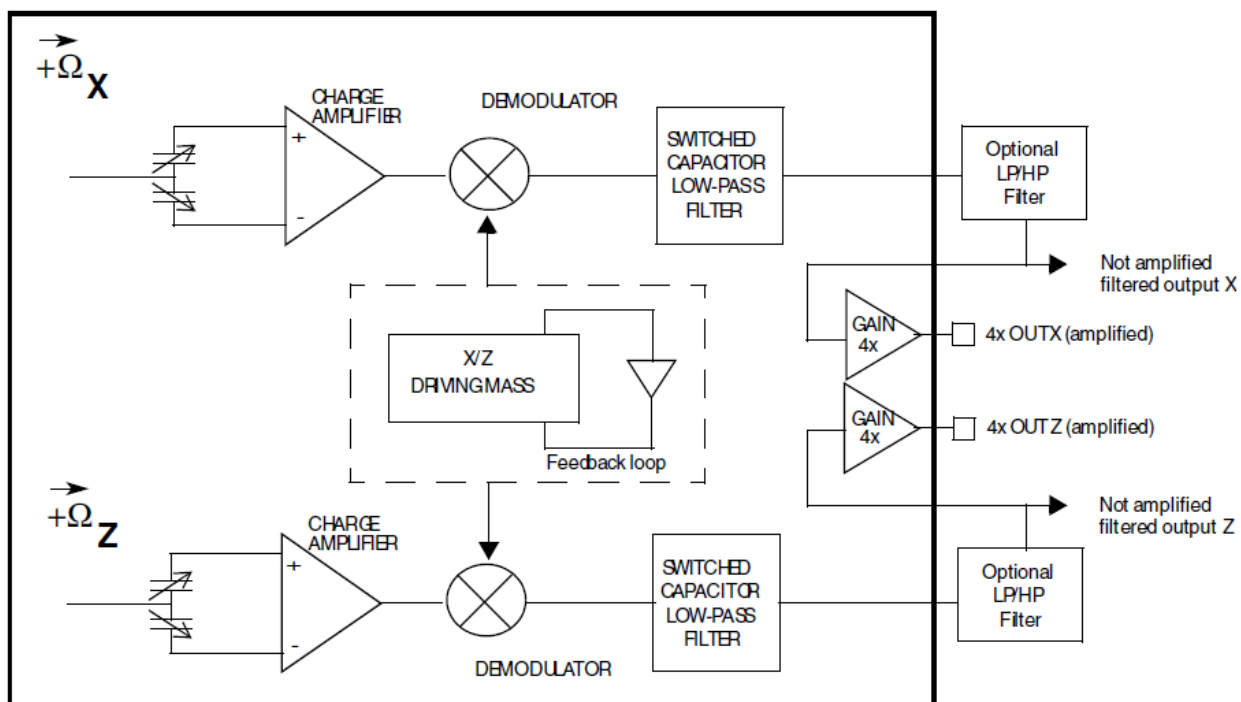 +Ω X
CHARGE
AMPLIFIER
DEMODULATOR
+
-
SWITCHED
CAPACITOR
LOW-PASS
FILTER
Optional
LP/HP
Filter
Not amplified
filtered output X
GAIN
4x
4x OUTX (amplified)
X/Z
DRIVING MASS
Feedback loop
GAIN
4x
4x OUTZ (amplified)
Not amplified
filtered output Z
+Ω Z
CHARGE
AMPLIFIER
+
-
SWITCHED
CAPACITOR
LOW-PASS
FILTER
Optional
LP/HP
Filter
DEMODULATOR